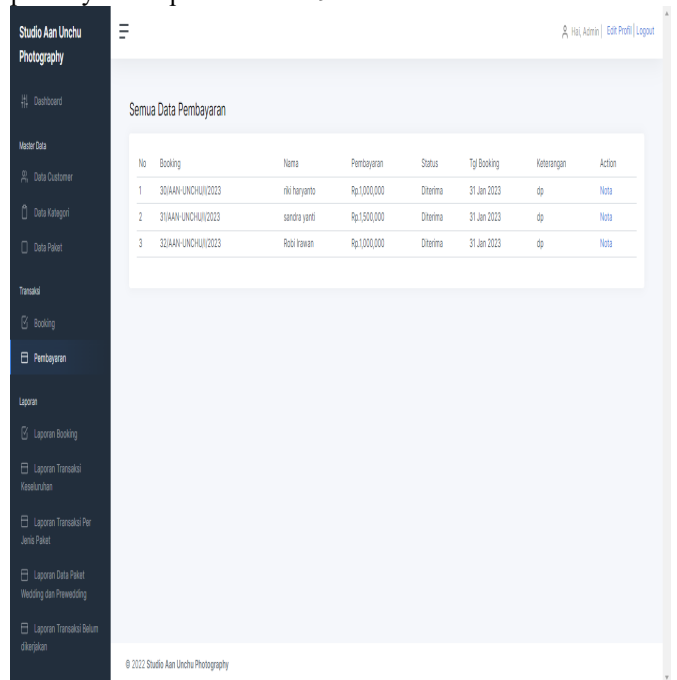 Studio Aan Unchu
Photography
Hai, Admin | Edit Profil | Logout
Dashboard
Master Data
Data Customer
Data Kategori
Data Paket
Transaksi
Booking
Pembayaran
Laporan
Laporan Booking
Laporan Transaksi
Keseluruhan
Laporan Transaksi Per
Jenis Paket
Laporan Data Paket
Wedding dan Prewedding
Laporan Transaksi Belum
dikerjakan
Semua Data Pembayaran
No Booking Nama Pembayaran Status Tgl Booking Keterangan Action
1 30/AAN-UNCHU/I/2023 riki haryanto Rp.1,000,000 Diterima 31 Jan 2023 dp Nota
2 31/AAN-UNCHU/I/2023 sandra yanti Rp.1,500,000 Diterima 31 Jan 2023 dp Nota
3 32/AAN-UNCHU/I/2023 Robi Irawan Rp.1,000,000 Diterima 31 Jan 2023 dp Nota
© 2022 Studio Aan Unchu Photography